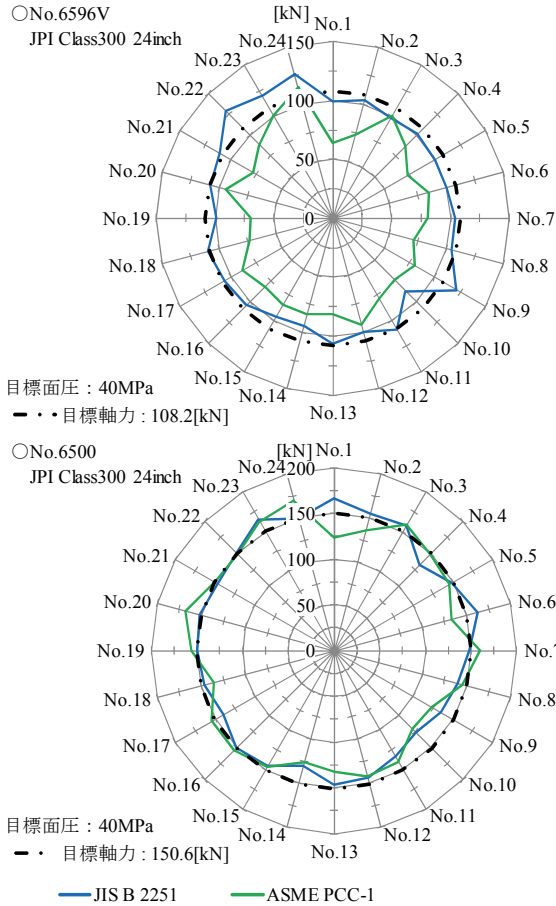 ○No.6596V
JPI Class300 24inch
[kN]
150
100
50
0
No.1
No.2
No.3
No.4
No.5
No.6
No.7
No.8
No.9
No.10
No.11
No.12
No.13
No.14
No.15
No.16
No.17
No.18
No.19
No.20
No.21
No.22
No.23
No.24
目標面圧 : 40MPa
目標軸力 : 108.2[kN]
○No.6500
JPI Class300 24inch
[kN]
200
150
100
50
0
No.1
No.2
No.3
No.4
No.5
No.6
No.7
No.8
No.9
No.10
No.11
No.12
No.13
No.14
No.15
No.16
No.17
No.18
No.19
No.20
No.21
No.22
No.23
No.24
目標面圧 : 40MPa
目標軸力 : 150.6[kN]
JIS B 2251
ASME PCC-1